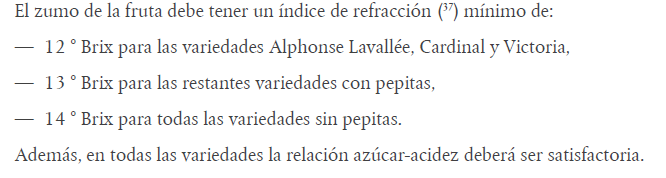 El zumo de la fruta debe tener un índice de refracción (³⁷) mínimo de:
— 12 ° Brix para las variedades Alphonse Lavallée, Cardinal y Victoria,
— 13 ° Brix para las restantes variedades con pepitas,
— 14 ° Brix para todas las variedades sin pepitas.
Además, en todas las variedades la relación azúcar-acidez deberá ser satisfactoria.